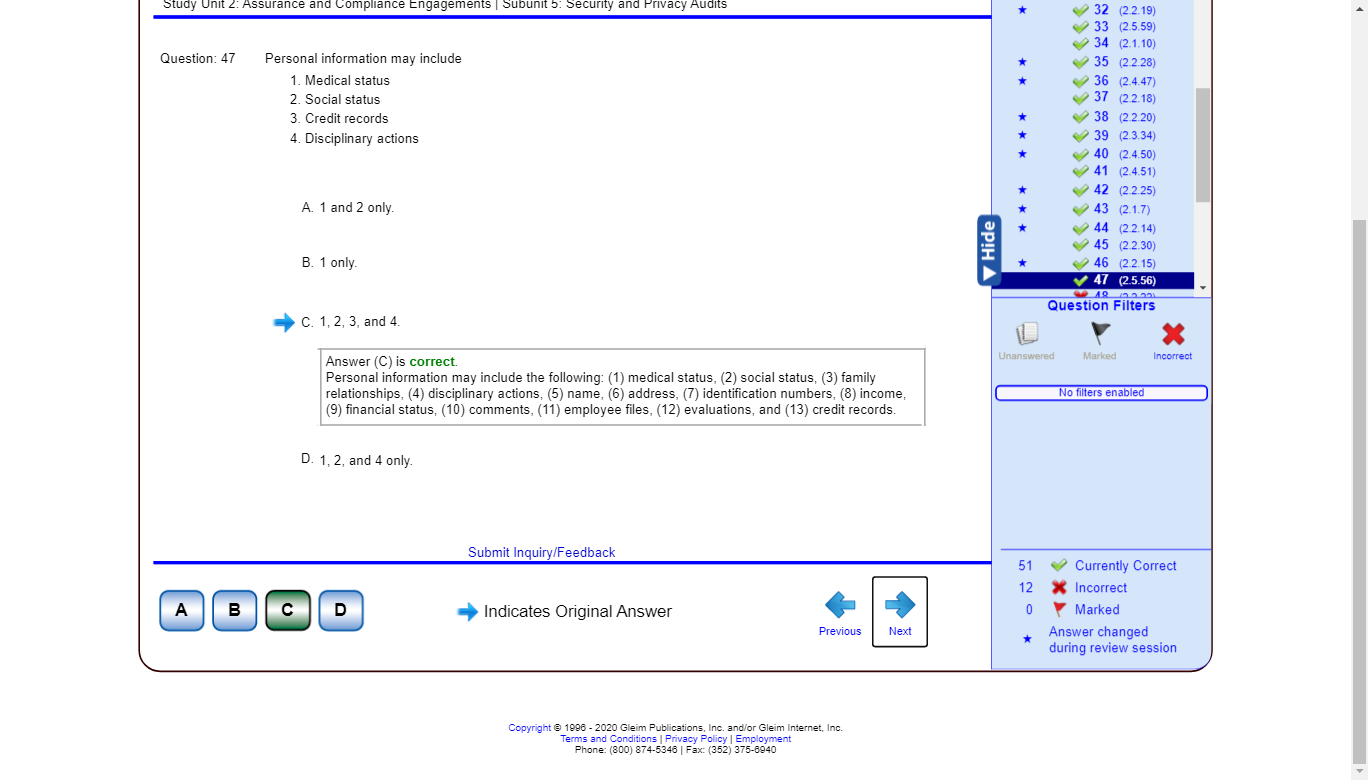 Study Unit 2: Assurance and Compliance Engagements | Subunit 5: Security and Privacy Audits
Question: 47 Personal information may include
1. Medical status
2. Social status
3. Credit records
4. Disciplinary actions
A. 1 and 2 only.
B. 1 only.
C. 1, 2, 3, and 4.
Answer (C) is correct.
Personal information may include the following: (1) medical status, (2) social status, (3) family
relationships, (4) disciplinary actions, (5) name, (6) address, (7) identification numbers, (8) income,
(9) financial status, (10) comments, (11) employee files, (12) evaluations, and (13) credit records.
D. 1, 2, and 4 only.
Submit Inquiry/Feedback
A B C D
Indicates Original Answer
Previous
Next
Hide
32 (2.2.19)
33 (2.5.59)
34 (2.1.10)
35 (2.2.28)
36 (2.4.47)
37 (2.2.18)
38 (2.2.20)
39 (2.3.34)
40 (2.4.50)
41 (2.4.51)
42 (2.2.25)
43 (2.1.7)
44 (2.2.14)
45 (2.2.30)
46 (2.2.15)
47 (2.5.56)
48
Question Filters
Unanswered Marked Incorrect
No filters enabled
51 Currently Correct
12 Incorrect
0 Marked
Answer changed
during review session
Copyright © 1996 - 2020 Gleim Publications, Inc. and/or Gleim Internet, Inc.
Terms and Conditions | Privacy Policy | Employment
Phone: (800) 874-5346 | Fax: (352) 375-6940